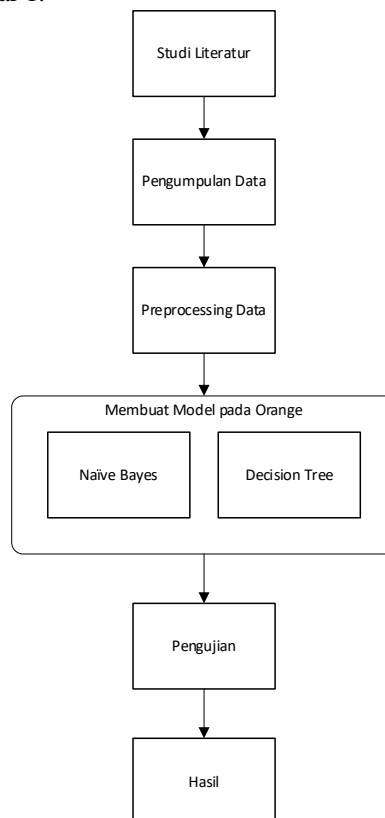 Studi Literatur
Pengumpulan Data
Preprocessing Data
Membuat Model pada Orange
Naïve Bayes
Decision Tree
Pengujian
Hasil